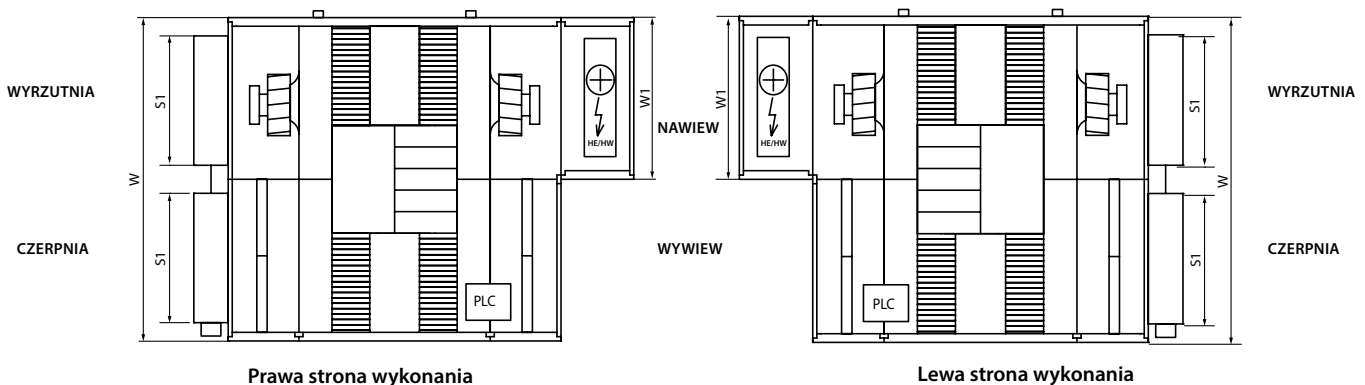 WYRZUTNIA
S1
W
CZERPNIA
S1
PLC
HE/HW
W1
Prawa strona wykonania
NAWIEW
WYWIEW
W1
HE/HW
PLC
S1
W
S1
WYRZUTNIA
CZERPNIA
Lewa strona wykonania